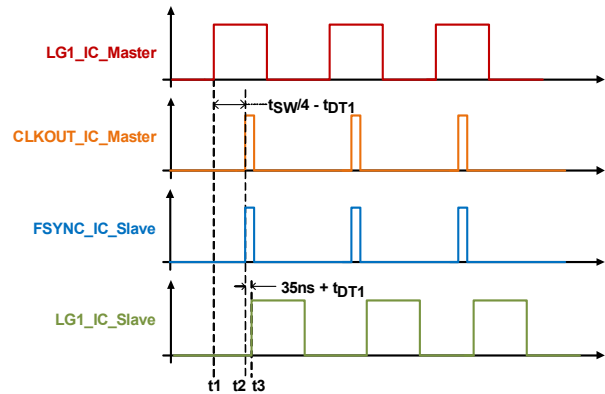 LG1_IC_Master
tSW/4 - tDT1
CLKOUT_IC_Master
FSYNC_IC_Slave
35ns + tDT1
LG1_IC_Slave
t1 t2 t3